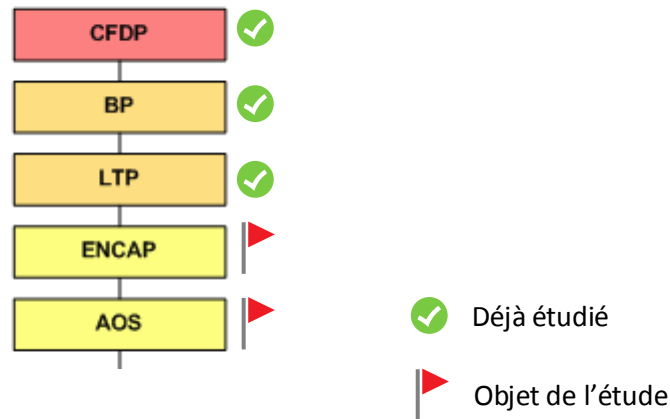 CFDP
BP
LTP
ENCAP
AOS
Déjà étudié
Objet de l'étude